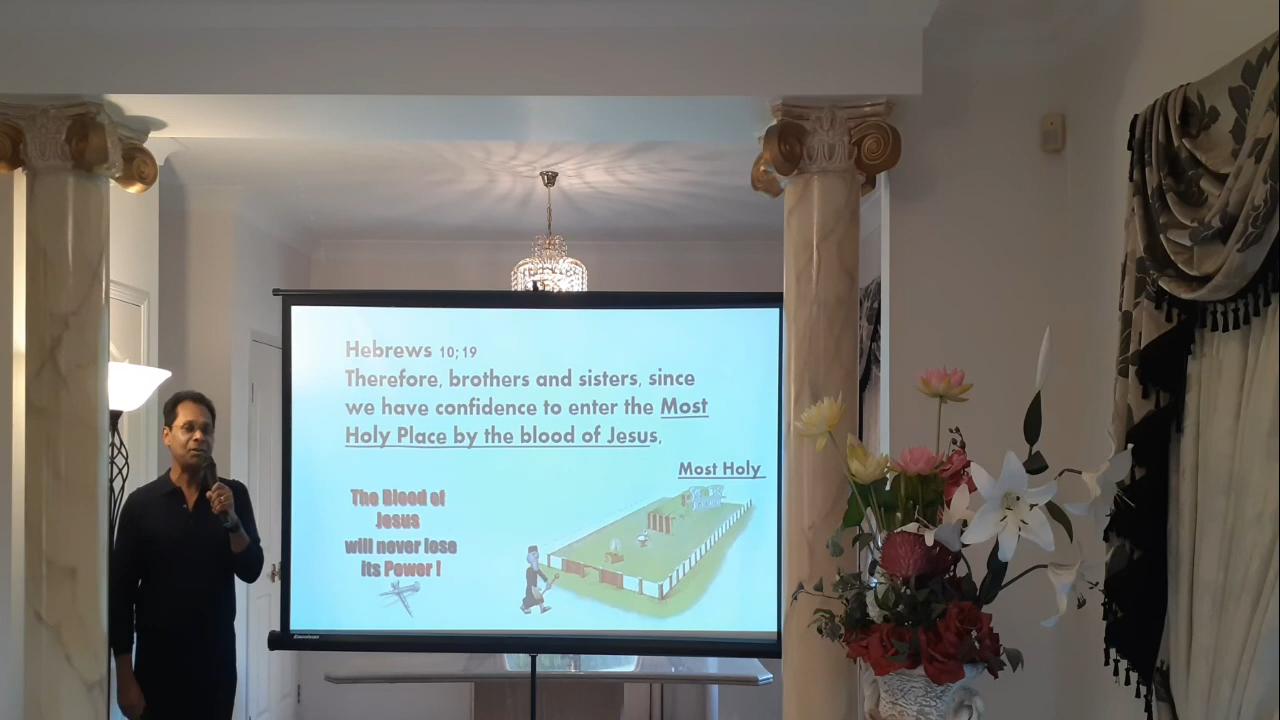 Hebrews 10;19
Therefore, brothers and sisters, since
we have confidence to enter the Most
Holy Place by the blood of Jesus,
Most Holy
The Blood of
Jesus
will never lose
its Power !